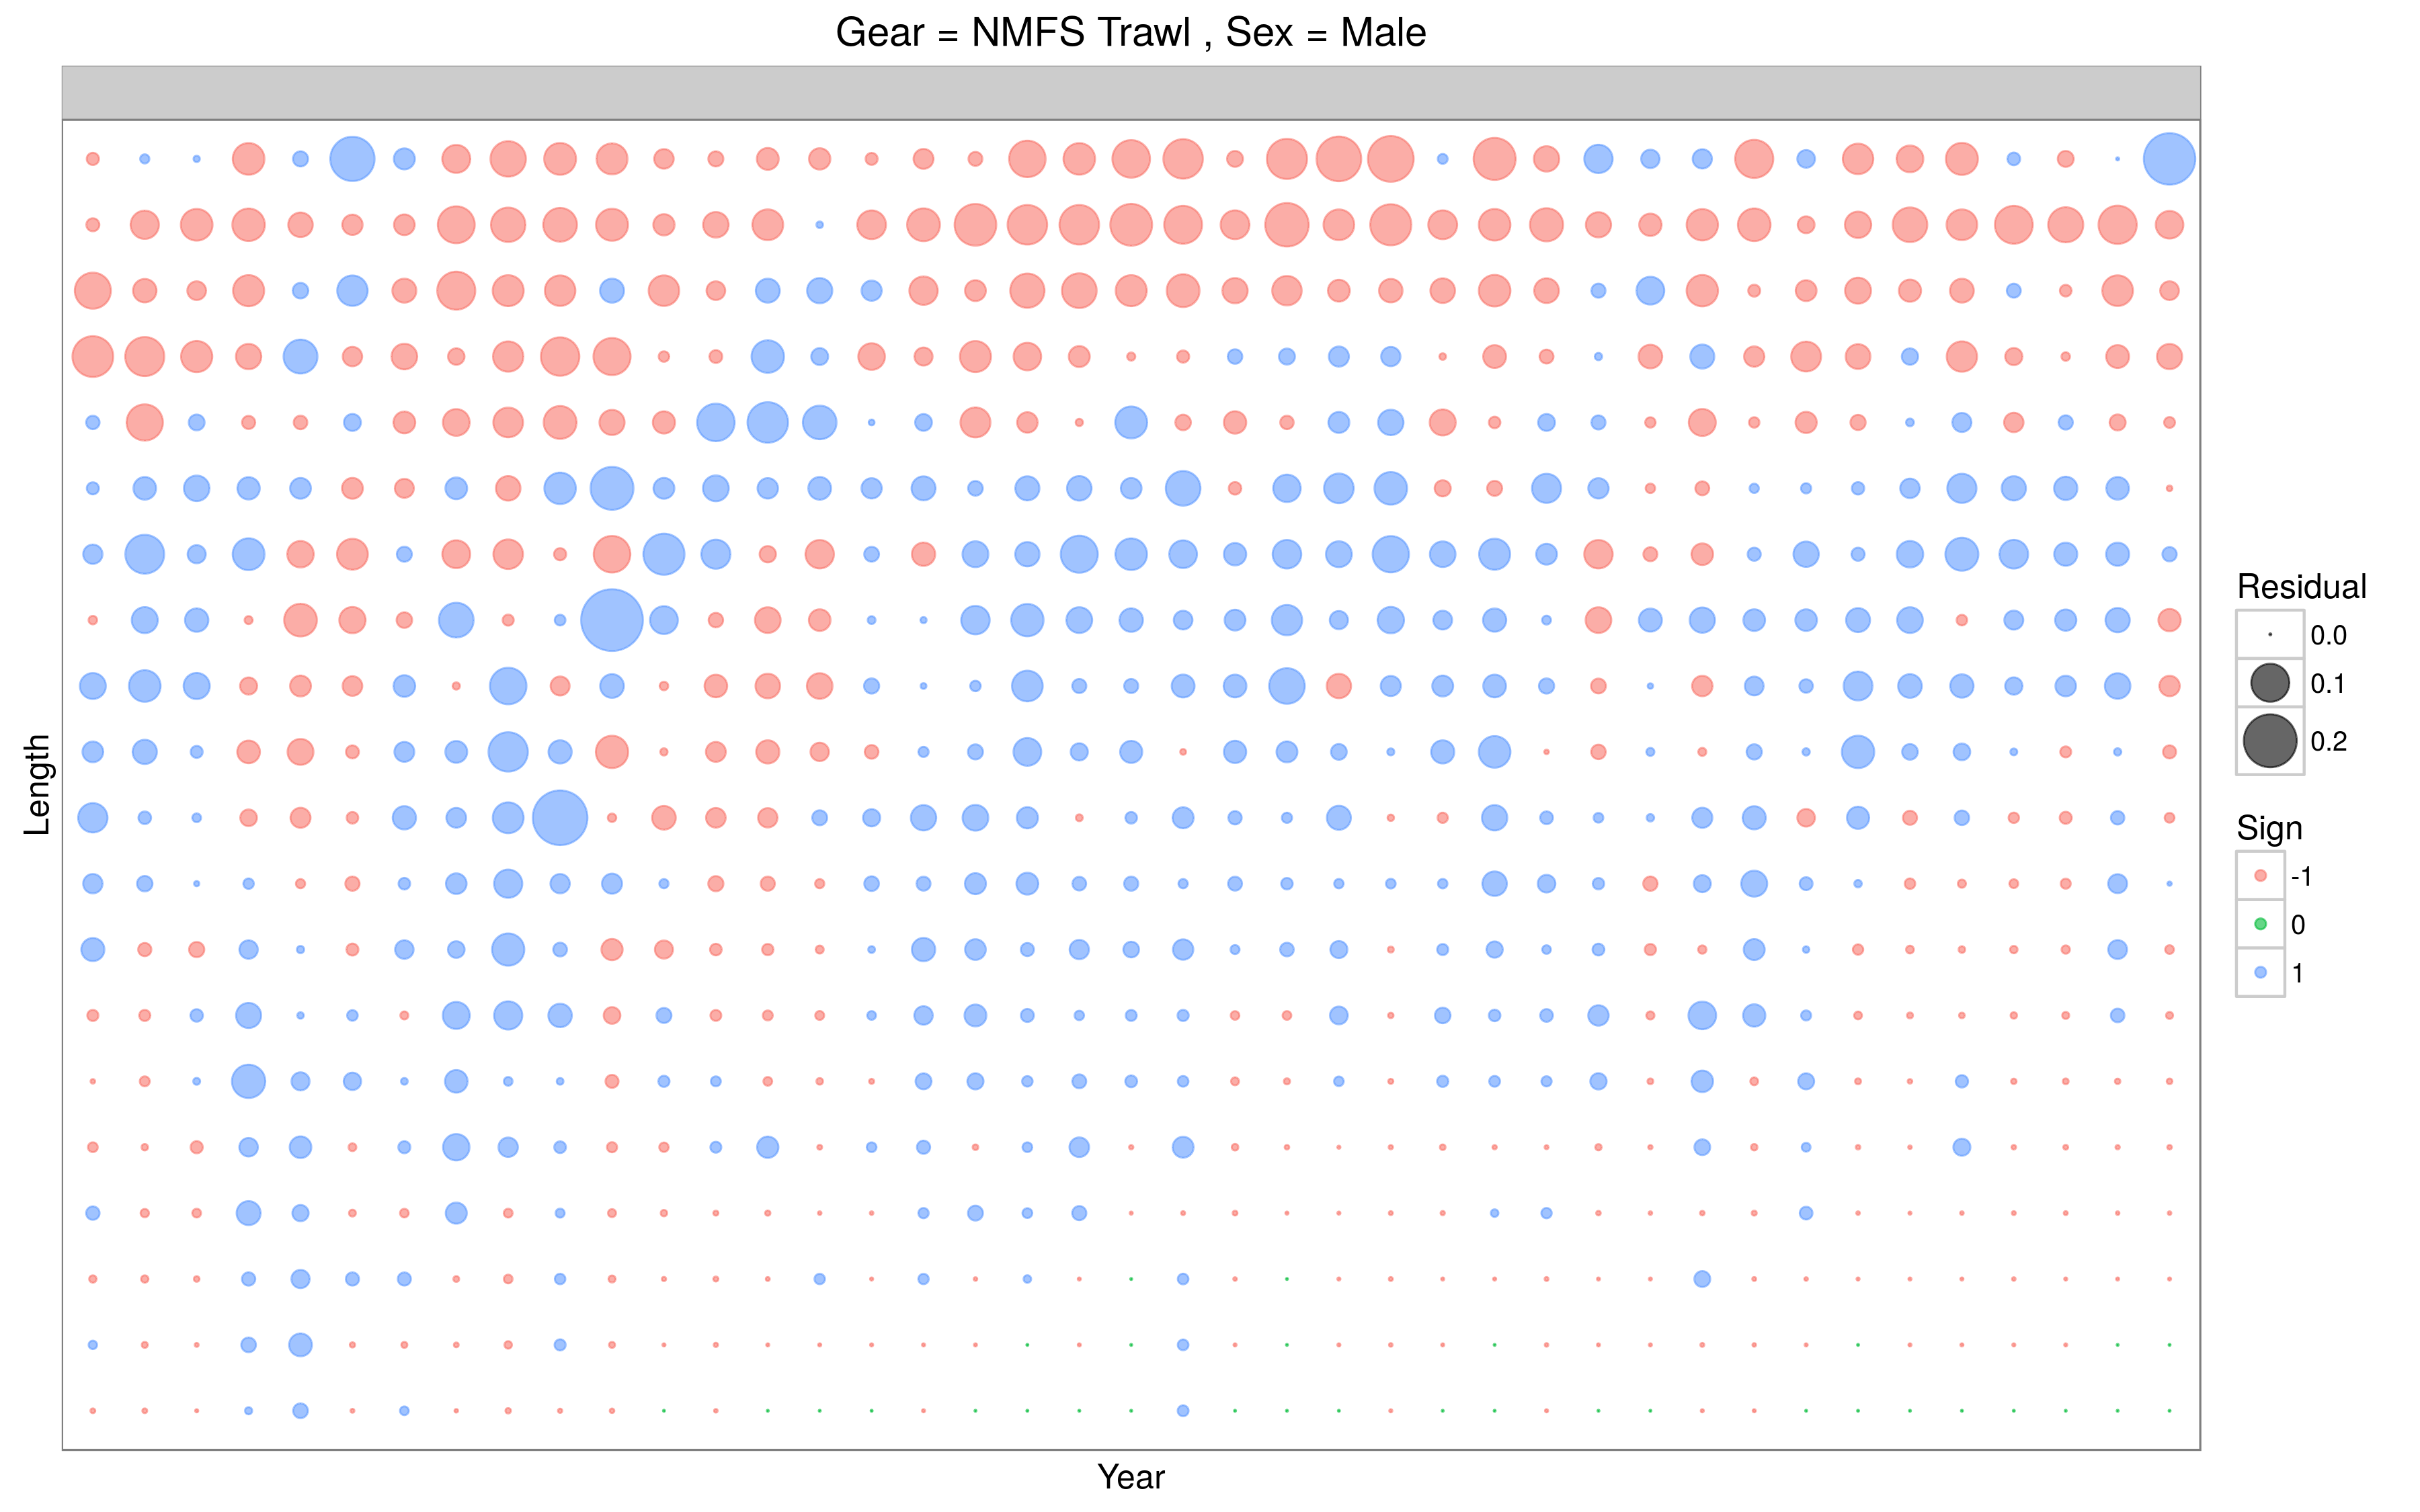 Gear = NMFS Trawl , Sex = Male
Length
Year
Residual
0.0
0.1
0.2
Sign
-1
0
1